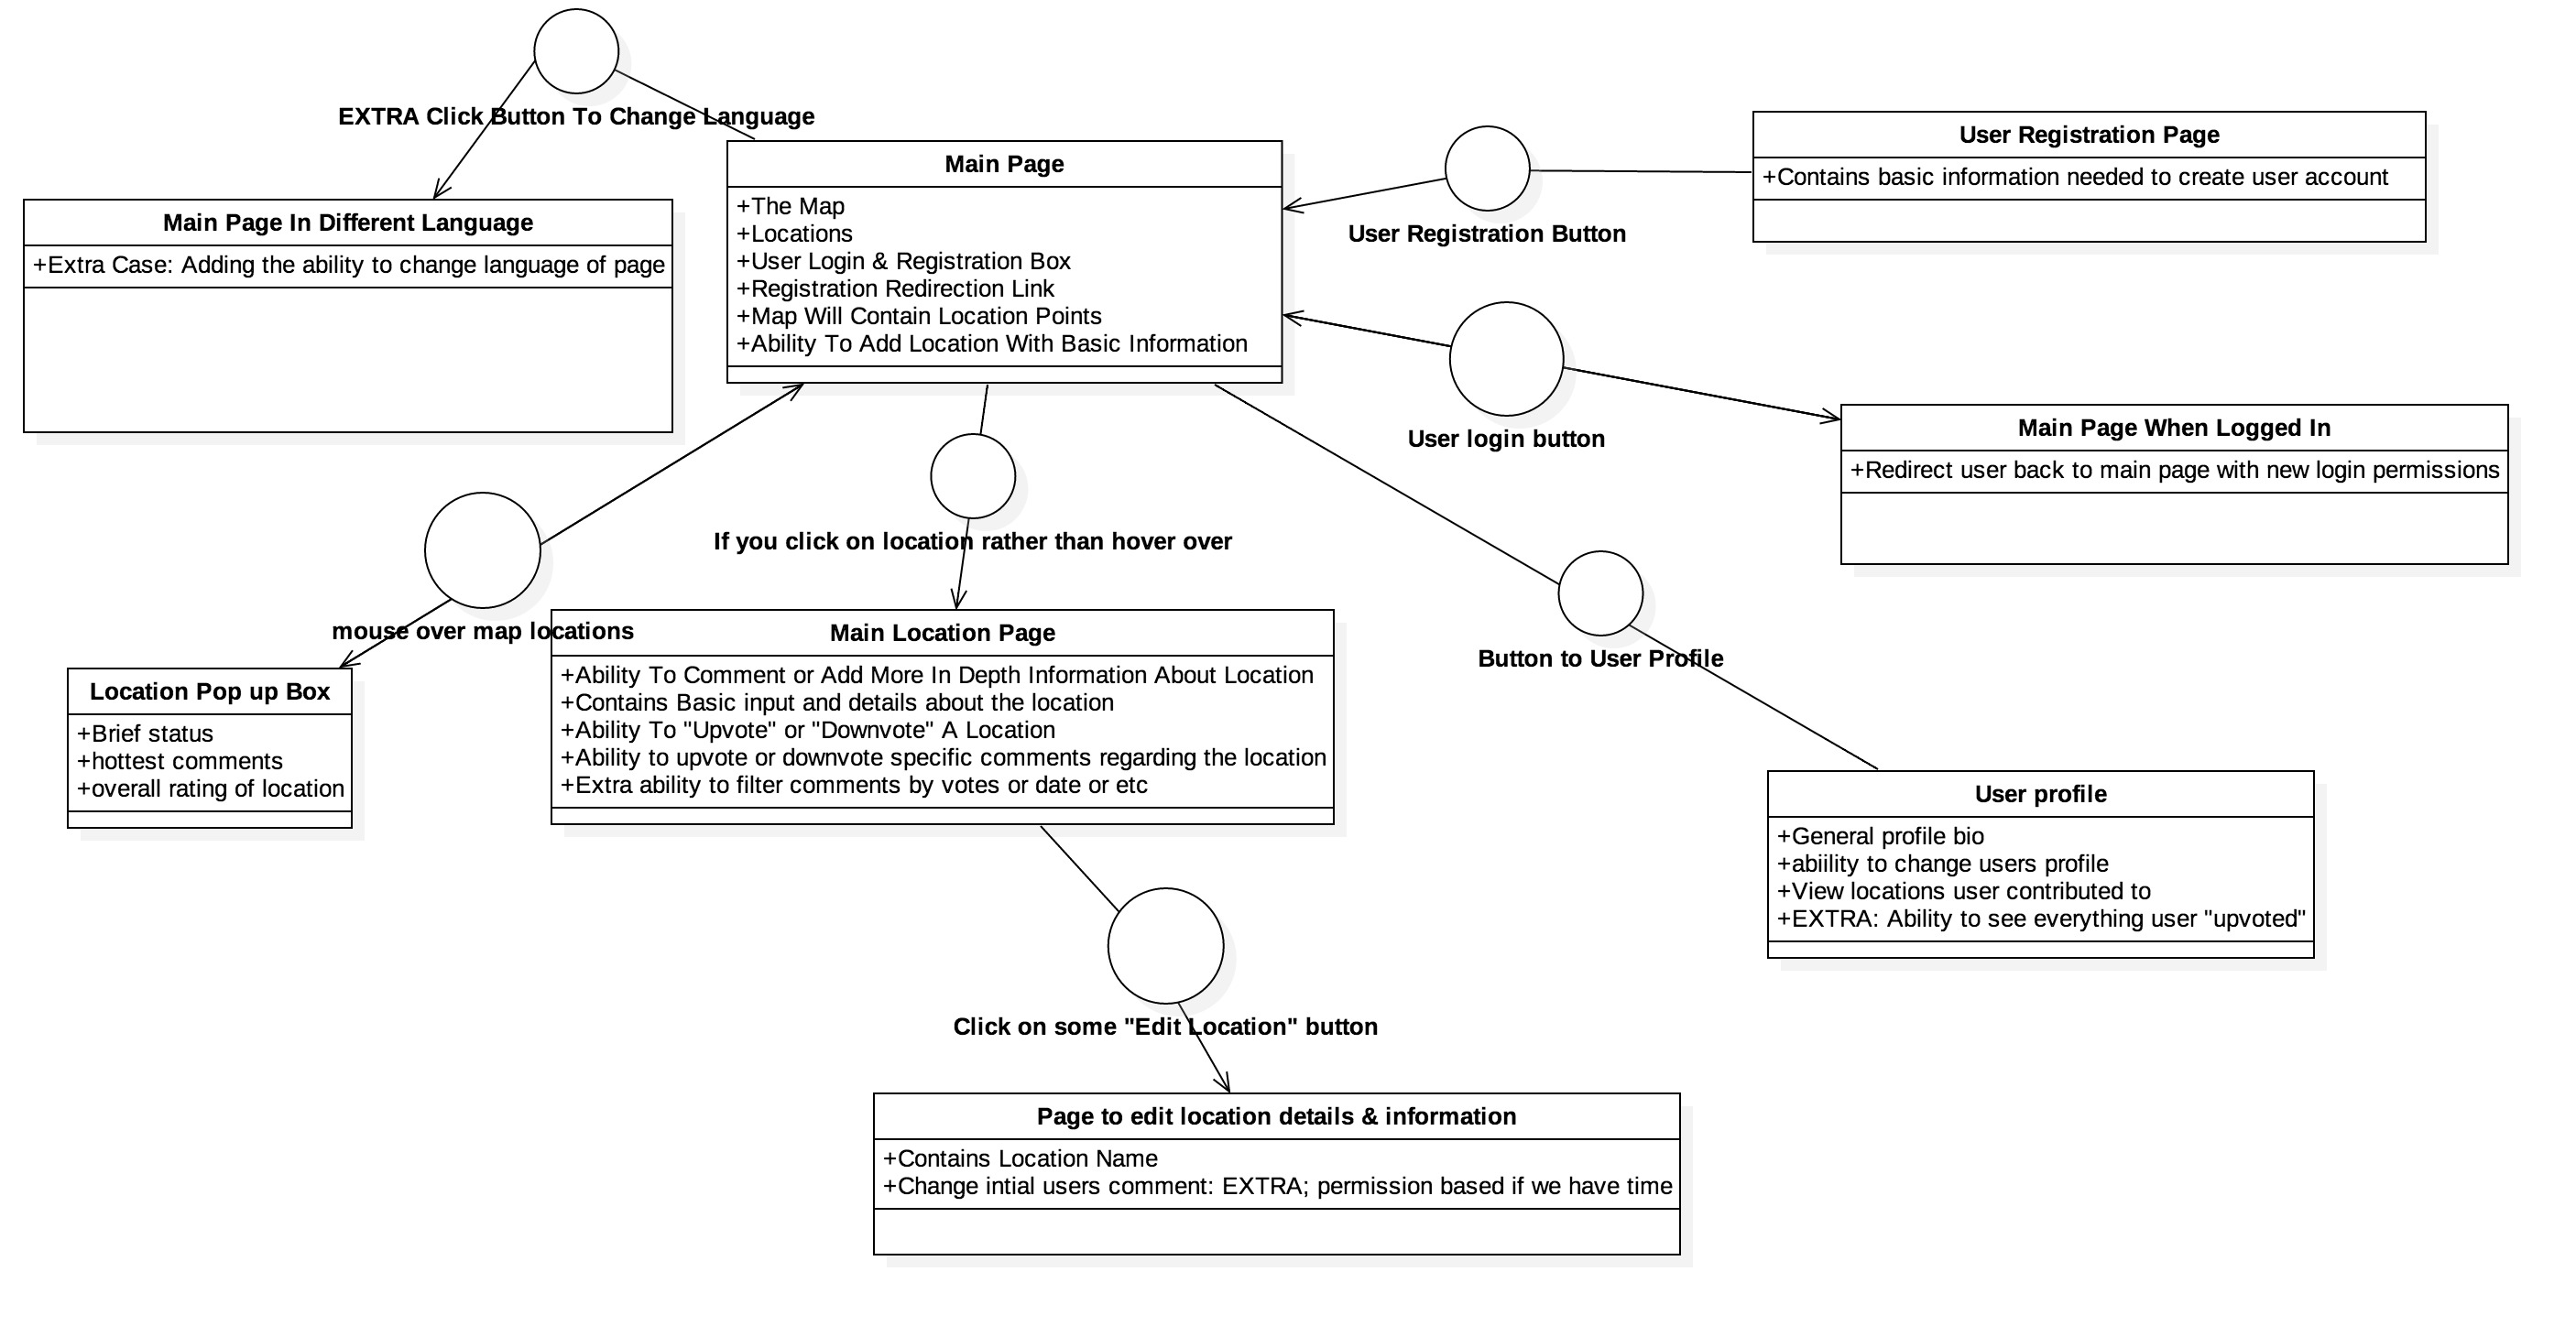 EXTRA Click Button To Change Language
Main Page
+The Map
+Locations
+User Login & Registration Box
+Registration Redirection Link
+Map Will Contain Location Points
+Ability To Add Location With Basic Information
User Registration Page
+Contains basic information needed to create user account
User Registration Button
Main Page In Different Language
+Extra Case: Adding the ability to change language of page
User login button
Main Page When Logged In
+Redirect user back to main page with new login permissions
If you click on location rather than hover over
mouse over map locations
Main Location Page
+Ability To Comment or Add More In Depth Information About Location
+Contains Basic input and details about the location
+Ability To "Upvote" or "Downvote" A Location
+Ability to upvote or downvote specific comments regarding the location
+Extra ability to filter comments by votes or date or etc
Button to User Profile
Location Pop up Box
+Brief status
+hottest comments
+overall rating of location
User profile
+General profile bio
+abiility to change users profile
+View locations user contributed to
+EXTRA: Ability to see everything user "upvoted"
Click on some "Edit Location" button
Page to edit location details & information
+Contains Location Name
+Change intial users comment: EXTRA; permission based if we have time